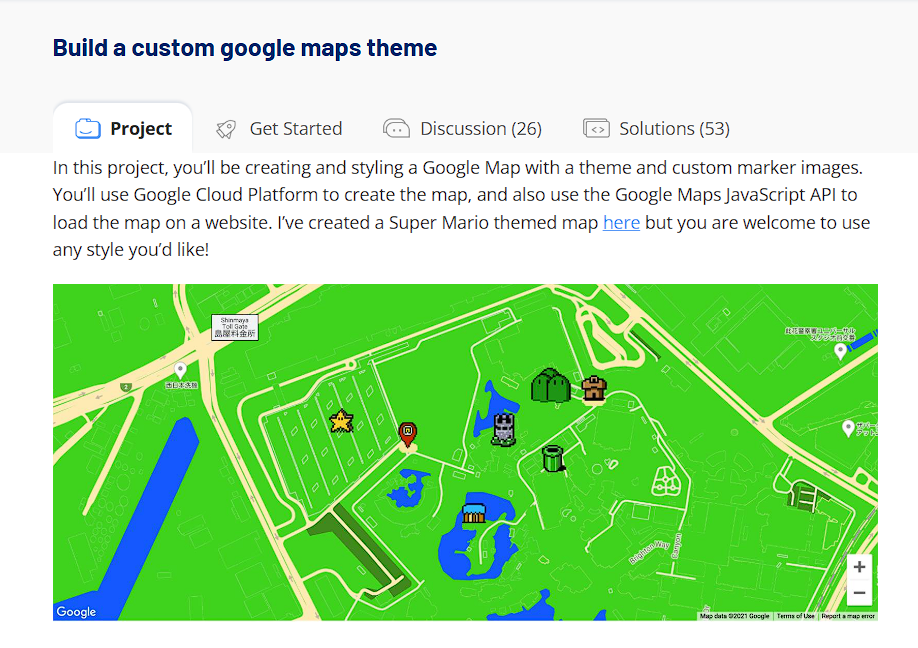 Build a custom google maps theme
Project
Get Started
Discussion (26)
Solutions (53)
In this project, you'll be creating and styling a Google Map with a theme and custom marker images.
You'll use Google Cloud Platform to create the map, and also use the Google Maps JavaScript API to
load the map on a website. I've created a Super Mario themed map here but you are welcome to use
any style you'd like!
Shinmaya
Toll Gate
島屋料金所
2
Brighton Way
Canyon
+
−
Google
Map data ©2021 Google
Terms of Use
Report a map error